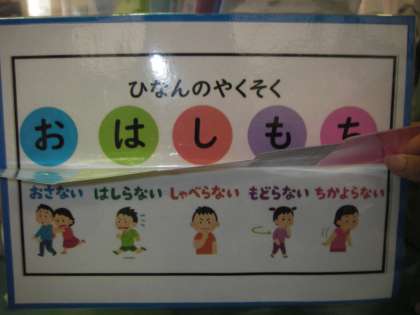 ひなんのやくそく
お は し も ち
おさない はしらない しゃべらない もどらない ちかよらない